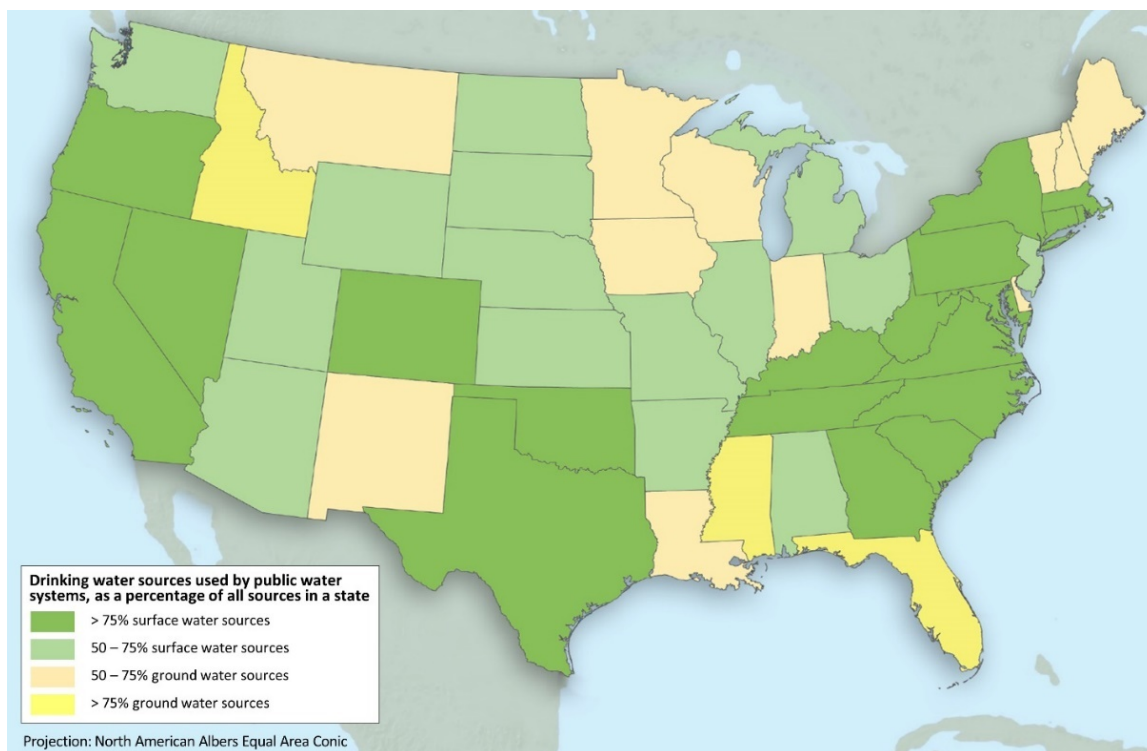 Drinking water sources used by public water
systems, as a percentage of all sources in a state
> 75% surface water sources
50 – 75% surface water sources
50 – 75% ground water sources
> 75% ground water sources
Projection: North American Albers Equal Area Conic